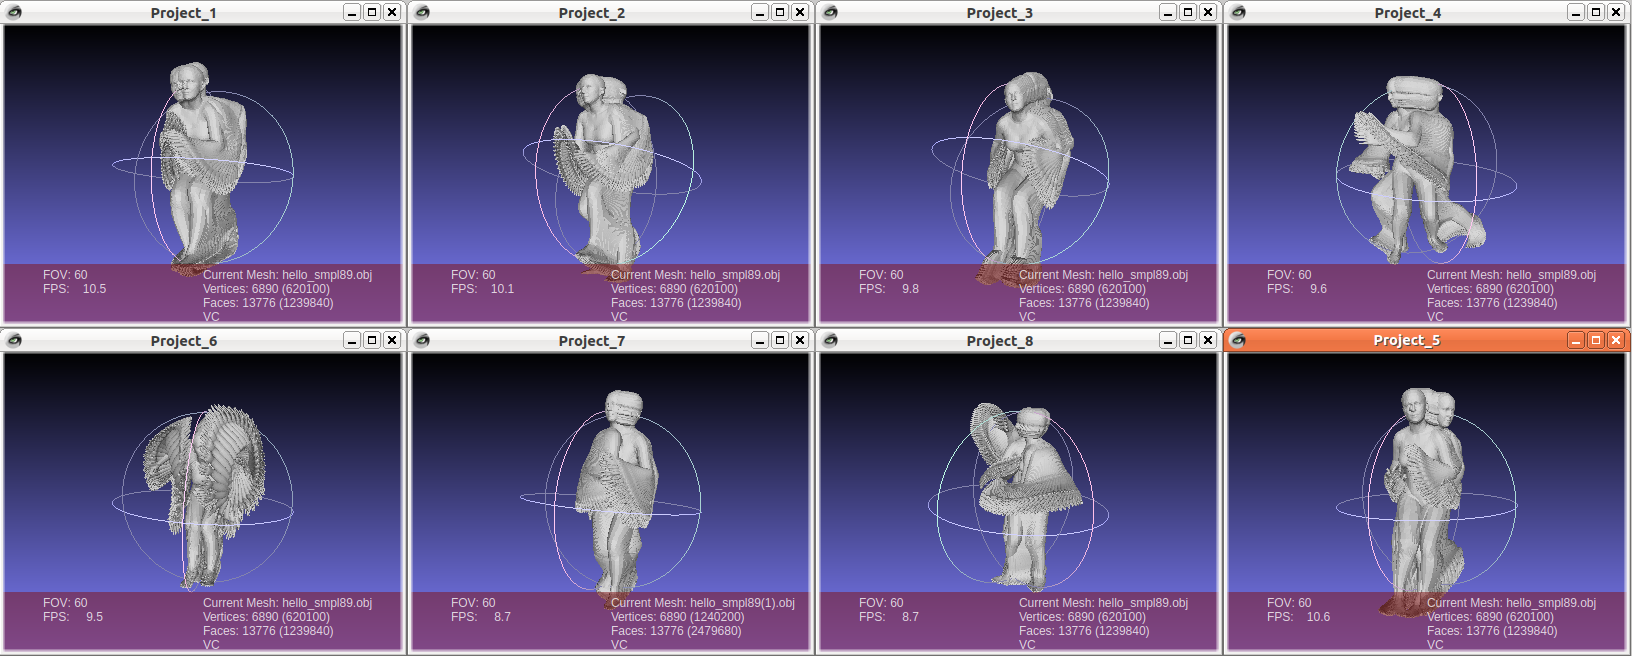 Project_1
FOV: 60
FPS: 10.5
Current Mesh: hello_smpl89.obj
Vertices: 6890 (620100)
Faces: 13776 (1239840)
VC
Project_2
FOV: 60
FPS: 10.1
Current Mesh: hello_smpl89.obj
Vertices: 6890 (620100)
Faces: 13776 (1239840)
VC
Project_3
FOV: 60
FPS: 9.8
Current Mesh: hello_smpl89.obj
Vertices: 6890 (620100)
Faces: 13776 (1239840)
VC
Project_4
FOV: 60
FPS: 9.6
Current Mesh: hello_smpl89.obj
Vertices: 6890 (620100)
Faces: 13776 (1239840)
VC
Project_6
FOV: 60
FPS: 9.5
Current Mesh: hello_smpl89.obj
Vertices: 6890 (620100)
Faces: 13776 (1239840)
VC
Project_7
FOV: 60
FPS: 8.7
Current Mesh: hello_smpl89(1).obj
Vertices: 6890 (1240200)
Faces: 13776 (2479680)
VC
Project_8
FOV: 60
FPS: 8.7
Current Mesh: hello_smpl89.obj
Vertices: 6890 (620100)
Faces: 13776 (1239840)
VC
Project_5
FOV: 60
FPS: 10.6
Current Mesh: hello_smpl89.obj
Vertices: 6890 (620100)
Faces: 13776 (1239840)
VC